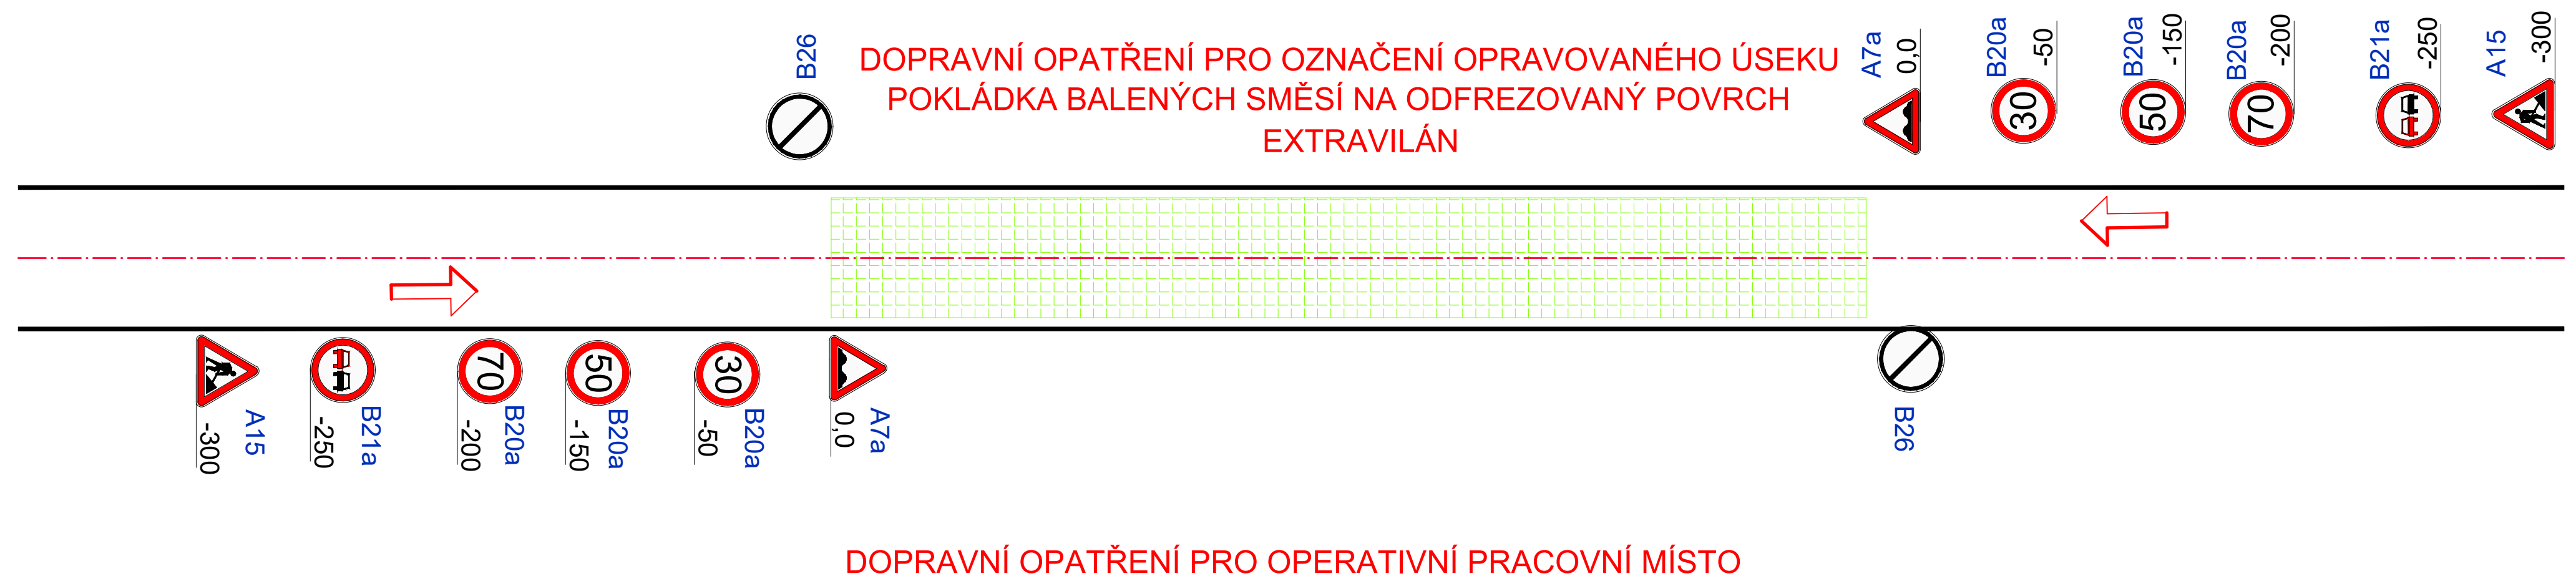 B26
DOPRAVNÍ OPATŘENÍ PRO OZNAČENÍ OPRAVOVANÉHO ÚSEKU
POKLÁDKA BALENÝCH SMĚSÍ NA ODFREZOVANÝ POVRCH
EXTRAVILÁN
A7a
0,0
B20a
-50
30
B20a
-150
50
B20a
-200
70
B21a
-250
A15
-300
A15
-300
B21a
-250
70
B20a
-200
50
B20a
-150
30
B20a
-50
A7a
0,0
B26
DOPRAVNÍ OPATŘENÍ PRO OPERATIVNÍ PRACOVNÍ MÍSTO